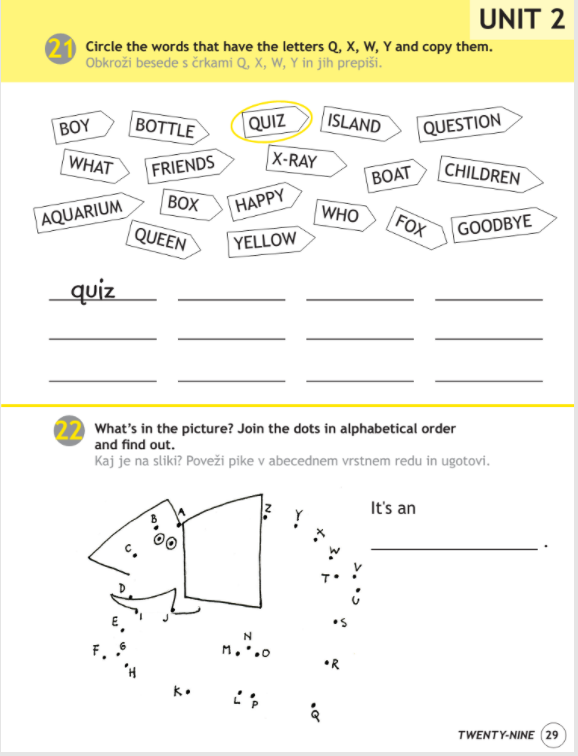 UNIT 2
21 Circle the words that have the letters Q, X, W, Y and copy them.
Obkroži besede s črkami Q, X, W, Y in jih prepiši.
BOY BOTTLE QUIZ ISLAND QUESTION
WHAT FRIENDS X-RAY BOAT CHILDREN
AQUARIUM BOX HAPPY WHO FOX GOODBYE
QUEEN YELLOW
quiz
22 What's in the picture? Join the dots in alphabetical order
and find out.
Kaj je na sliki? Poveži pike v abecednem vrstnem redu in ugotovi.
It's an
.
A
B
C
D
E
F
G
H
I
J
K
L
M
N
O
P
Q
R
S
T
U
V
W
X
Y
Z
TWENTY-NINE 29